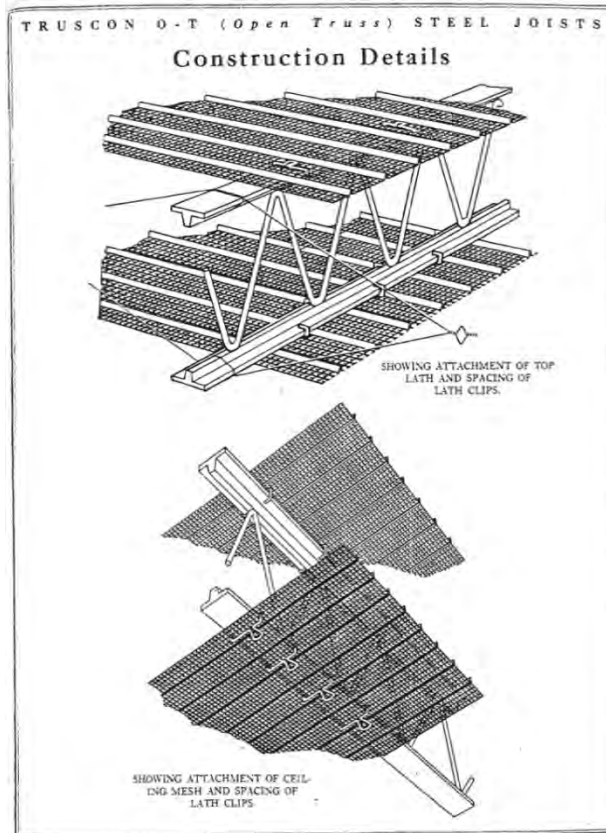 TRUSCON O-T (Open Truss) STEEL JOISTS
Construction Details
SHOWING ATTACHMENT OF TOP
LATH AND SPACING OF
LATH CLIPS.
SHOWING ATTACHMENT OF CEIL-
ING MESH AND SPACING OF
LATH CLIPS